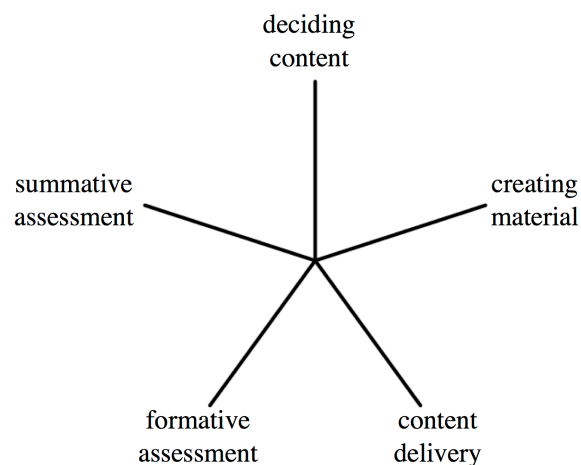 deciding
content
summative
assessment
creating
material
formative
assessment
content
delivery